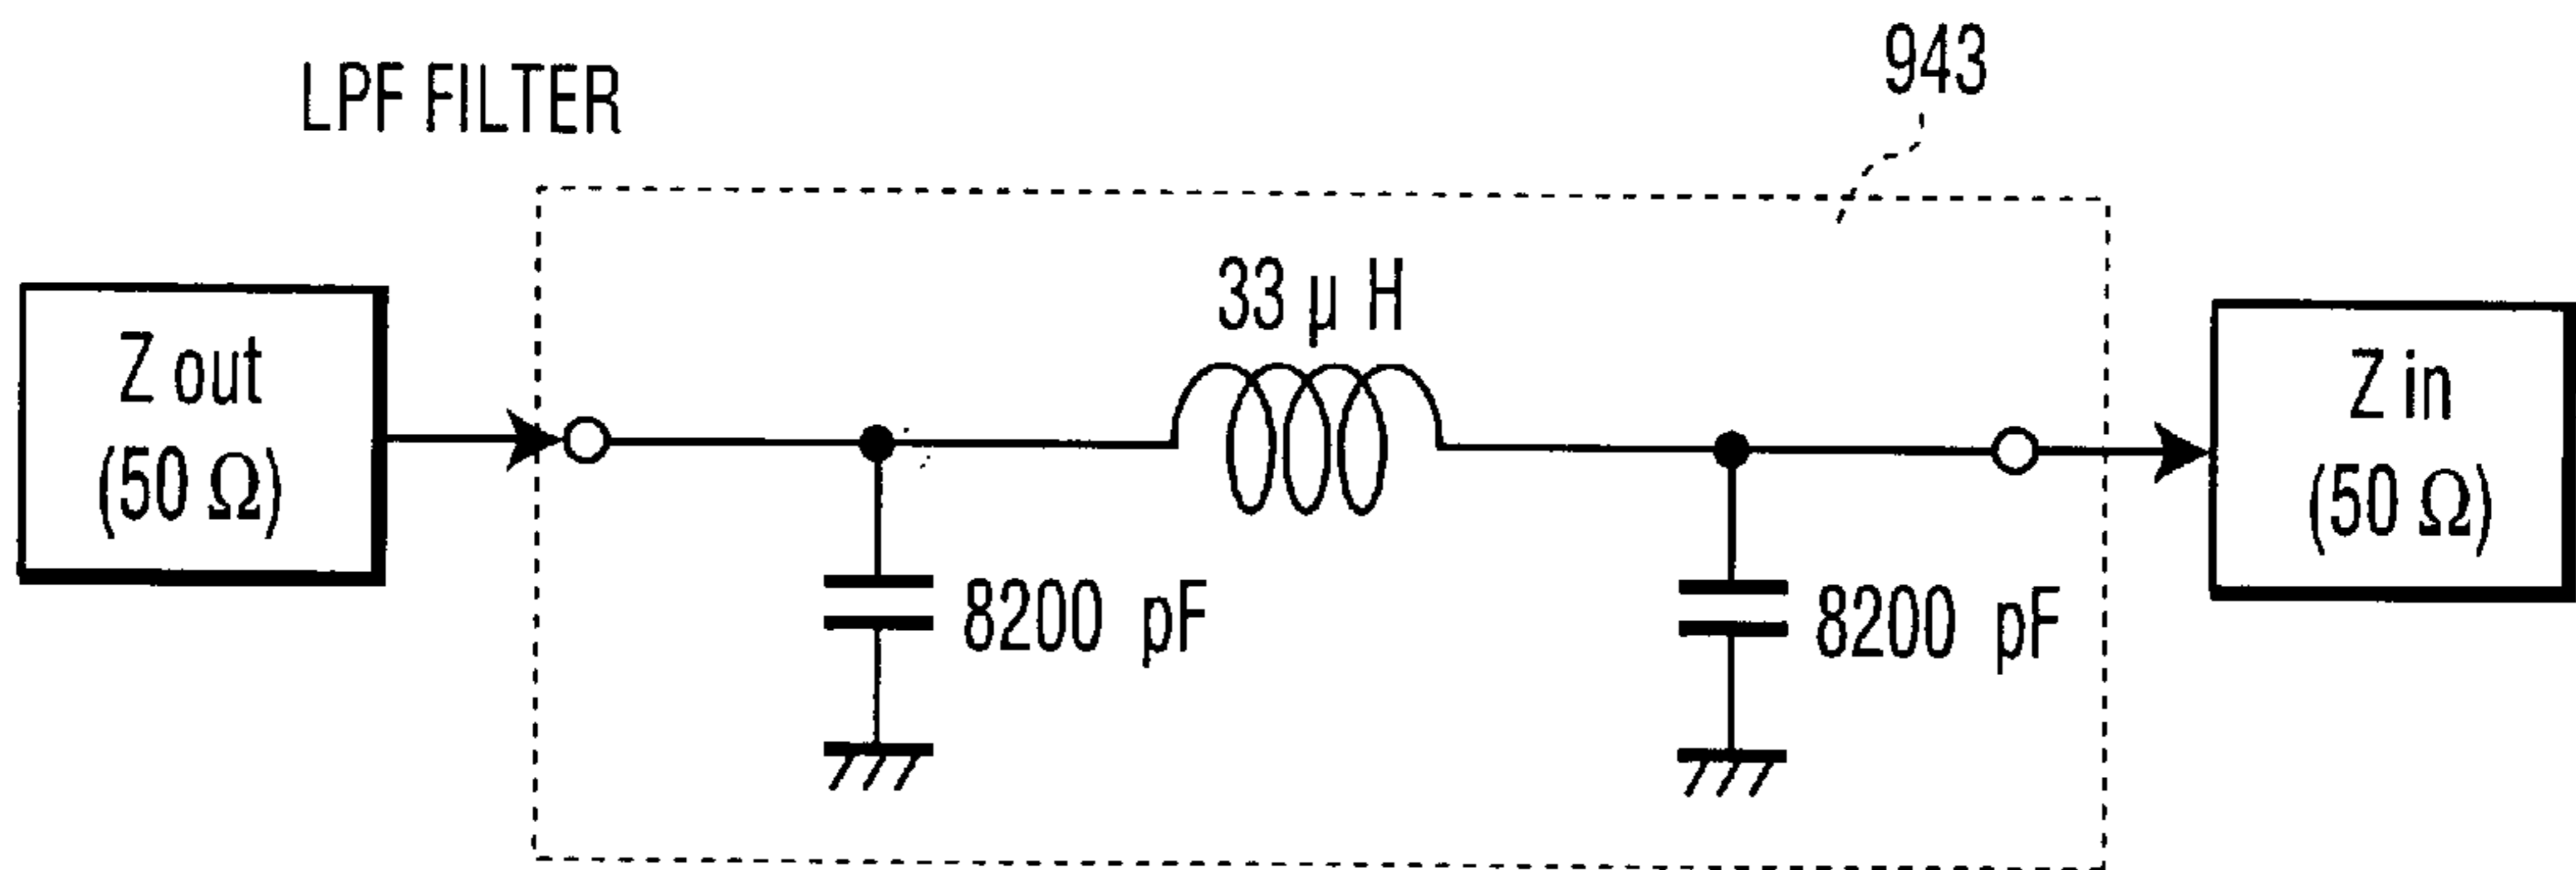 943
LPF FILTER
33 μ H
Z out
(50 Ω)
Z in
(50 Ω)
8200 pF
8200 pF